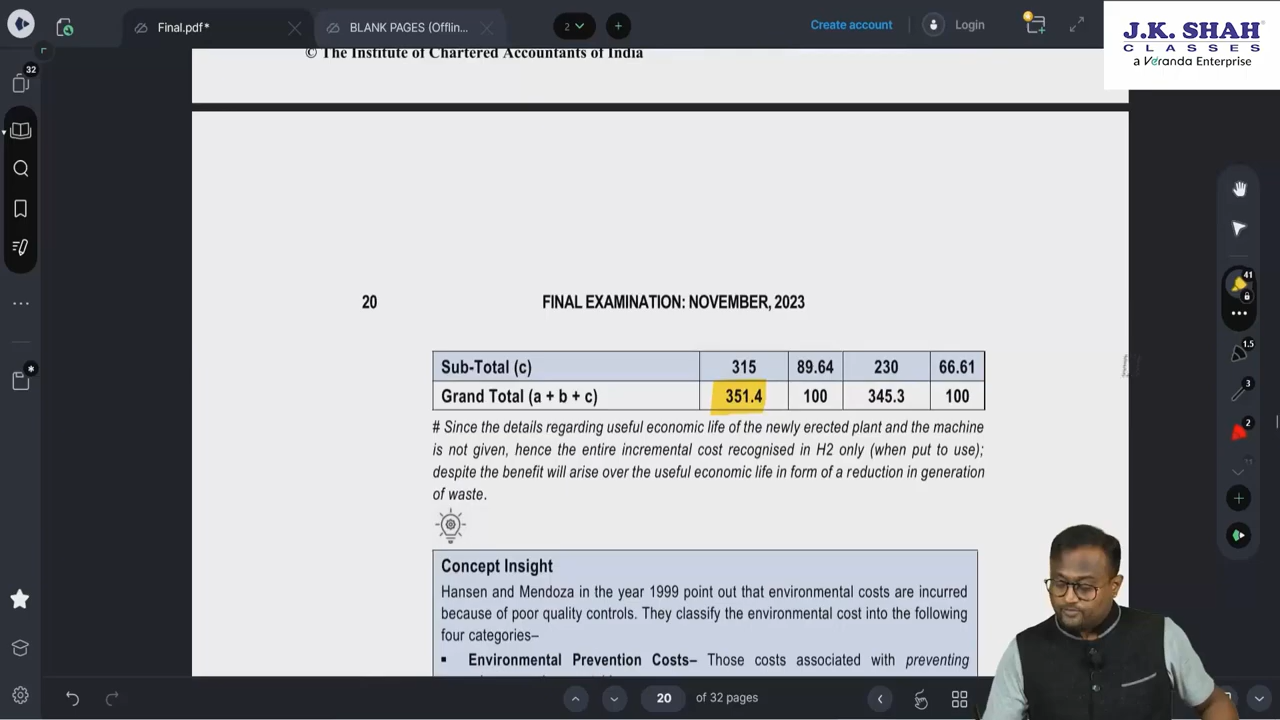 Final.pdf*
BLANK PAGES (Offlin...
2
Create account
Login
J.K. SHAH
CLASSES
a Veranda Enterprise
32
© The Institute of Chartered Accountants of India
20
FINAL EXAMINATION: NOVEMBER, 2023
Sub-Total (c) 315 89.64 230 66.61
Grand Total (a + b + c) 351.4 100 345.3 100
# Since the details regarding useful economic life of the newly erected plant and the machine
is not given, hence the entire incremental cost recognised in H2 only (when put to use);
despite the benefit will arise over the useful economic life in form of a reduction in generation
of waste.
Concept Insight
Hansen and Mendoza in the year 1999 point out that environmental costs are incurred
because of poor quality controls. They classify the environmental cost into the following
four categories–
▪ Environmental Prevention Costs– Those costs associated with preventing
41
1.5
3
2
20 of 32 pages